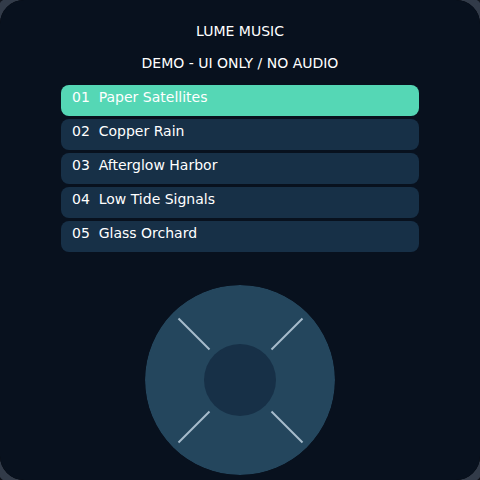 LUME MUSIC
DEMO - UI ONLY / NO AUDIO
01 Paper Satellites
02 Copper Rain
03 Afterglow Harbor
04 Low Tide Signals
05 Glass Orchard